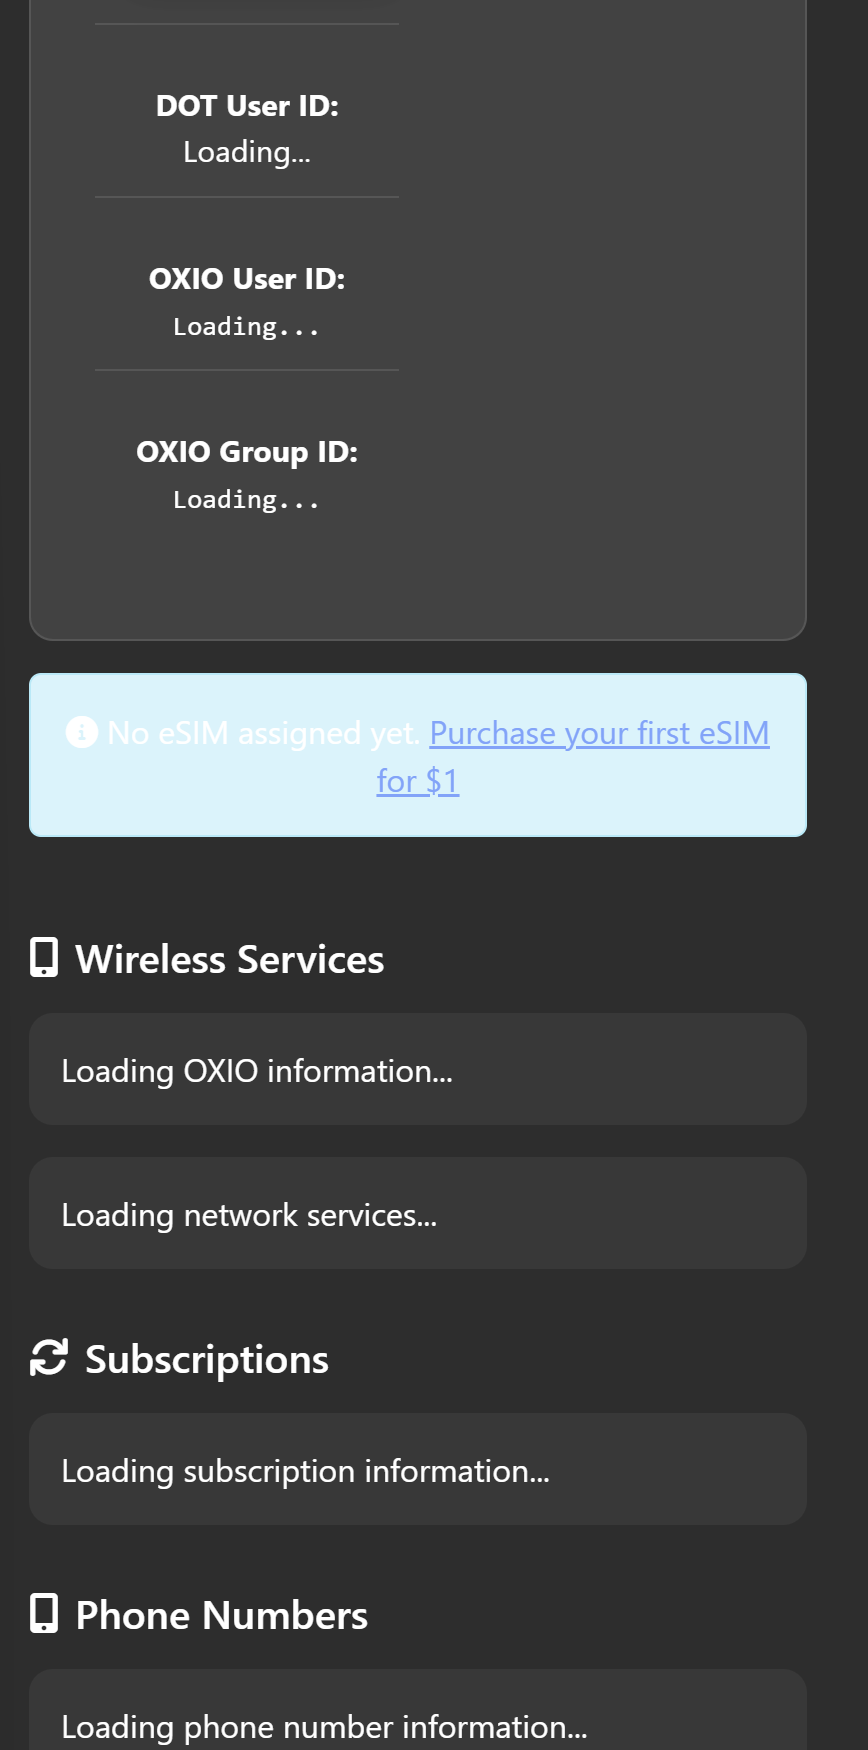 DOT User ID:
Loading...
OXIO User ID:
Loading...
OXIO Group ID:
Loading...
No eSIM assigned yet. Purchase your first eSIM
for $1
Wireless Services
Loading OXIO information...
Loading network services...
Subscriptions
Loading subscription information...
Phone Numbers
Loading phone number information...